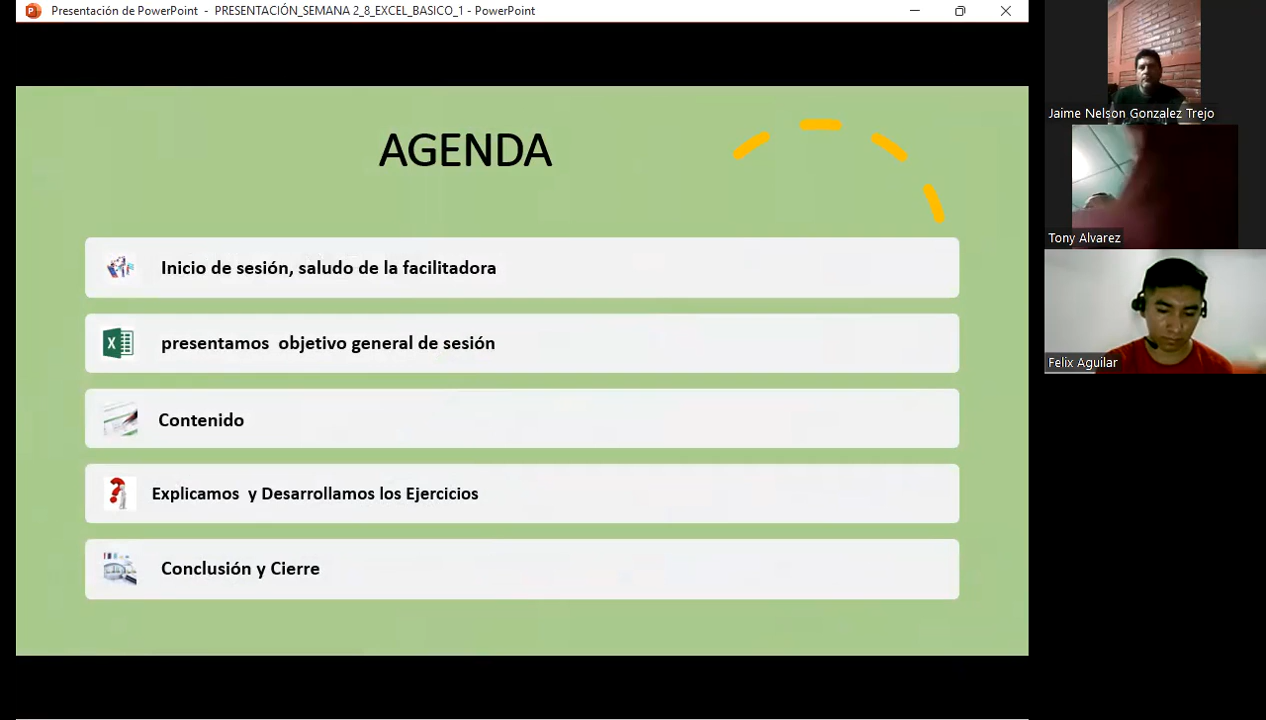 Presentación de PowerPoint - PRESENTACIÓN_SEMANA 2_8_EXCEL_BASICO_1 - PowerPoint
AGENDA
Inicio de sesión, saludo de la facilitadora
presentamos objetivo general de sesión
Contenido
Explicamos y Desarrollamos los Ejercicios
Conclusión y Cierre
Jaime Nelson Gonzalez Trejo
Tony Alvarez
Felix Aguilar